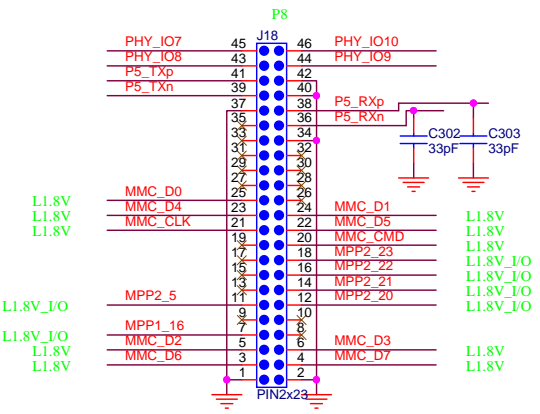 P8
J18
PHY_IO7 45 46 PHY_IO10
PHY_IO8 43 44 PHY_IO9
P5_TXp 41 42
P5_TXn 39 40
37 38 P5_RXp
35 36 P5_RXn
33 34
C302 33pF
C303 33pF
31 32
29 30
27 28
25 26
L1.8V MMC_D0
L1.8V MMC_D4 23 24 MMC_D1 L1.8V
L1.8V MMC_CLK 21 22 MMC_D5 L1.8V
19 20 MMC_CMD L1.8V
17 18 MPP2_23 L1.8V_I/O
15 16 MPP2_22 L1.8V_I/O
13 14 MPP2_21 L1.8V_I/O
L1.8V_I/O MPP2_5 11 12 MPP2_20 L1.8V_I/O
9 10
L1.8V_I/O MPP1_16 7 8
L1.8V MMC_D2 5 6 MMC_D3 L1.8V
L1.8V MMC_D6 3 4 MMC_D7 L1.8V
1 2
PIN2x23